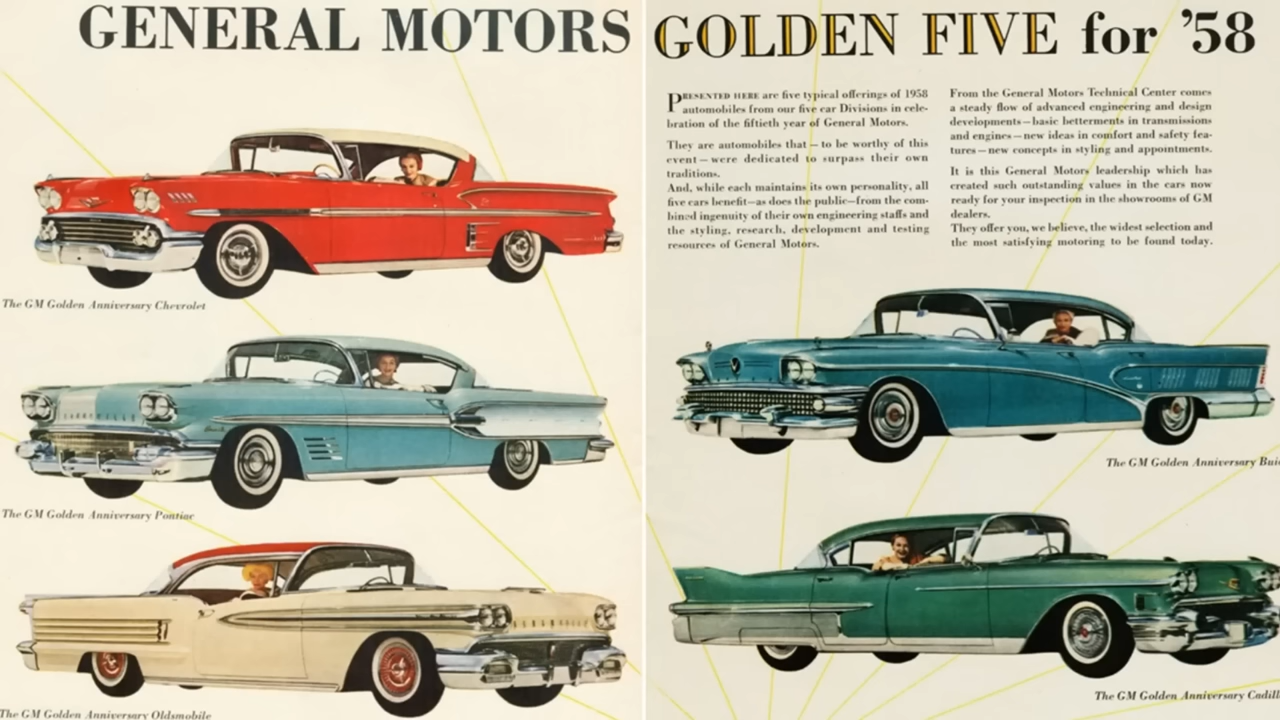 GENERAL MOTORS GOLDEN FIVE for ’58
PRESENTED HERE are five typical offerings of 1958
automobiles from our five car Divisions in cele-
bration of the fiftieth year of General Motors.
They are automobiles that—to be worthy of this
event—were dedicated to surpass their own
traditions.
And, while each maintains its own personality, all
five cars benefit—as does the public—from the com-
bined ingenuity of their own engineering staffs and
the styling, research, development and testing
resources of General Motors.
From the General Motors Technical Center comes
a steady flow of advanced engineering and design
developments—basic betterments in transmissions
and engines—new ideas in comfort and safety fea-
tures—new concepts in styling and appointments.
It is this General Motors leadership which has
created such outstanding values in the cars now
ready for your inspection in the showrooms of GM
dealers.
They offer you, we believe, the widest selection and
the most satisfying motoring to be found today.
The GM Golden Anniversary Chevrolet
The GM Golden Anniversary Pontiac
The GM Golden Anniversary Oldsmobile
The GM Golden Anniversary Bui
The GM Golden Anniversary Cadill